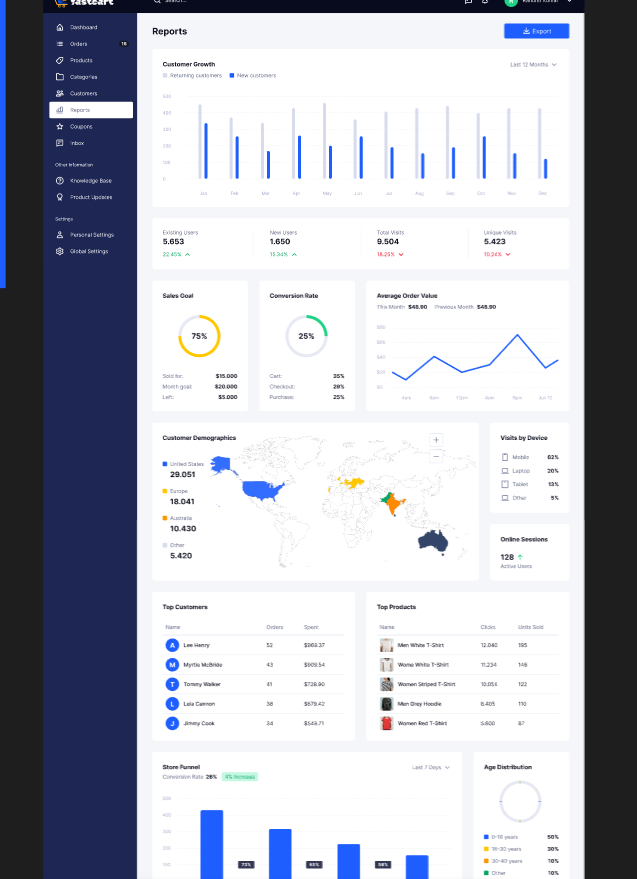 fastcart
Search...
Dashboard
Orders 16
Products
Categories
Customers
Reports
Coupons
Inbox
Other Information
Knowledge Base
Product Updates
Settings
Personal Settings
Global Settings
Reports
Export
Customer Growth
Last 12 Months
Returning customers New customers
500
400
300
200
100
0
Jan Feb Mar Apr May Jun Jul Aug Sep Oct Nov Dec
Existing Users New Users Total Visits Unique Visits
5.653 1.650 9.504 5.423
22.45% 15.34% 18.25% 10.24%
Sales Goal
75%
Sold for: $15.000
Month goal: $20.000
Left: $5.000
Conversion Rate
25%
Cart: 35%
Checkout: 29%
Purchase: 25%
Average Order Value
This Month $48.90 Previous Month $48.90
$80
$60
$40
$20
$0
4am 8am 12pm 4pm 8pm
Customer Demographics
+
−
United States
29.051
Europe
18.041
Australia
10.430
Other
5.420
Visits by Device
Mobile 62%
Laptop 20%
Tablet 13%
Other 5%
Online Sessions
128
Active Users
Top Customers
Name Orders Spent
A Lee Henry 52 $969.37
M Myrtie McBride 43 $909.54
T Tommy Walker 41 $728.90
L Lela Cannon 38 $679.42
J Jimmy Cook 34 $549.71
Top Products
Name Clicks Units Sold
Men White T-Shirt 12.040 195
Wome White T-Shirt 11.234 146
Women Striped T-Shirt 10.054 122
Men Grey Hoodie 8.405 110
Women Red T-Shirt 5.600 87
Store Funnel
Last 7 Days
Conversion Rate 26% 4% Increase
500
400
300
200
100
73% 65% 58%
Age Distribution
0-18 years 50%
18-30 years 30%
30-40 years 10%
Other 10%